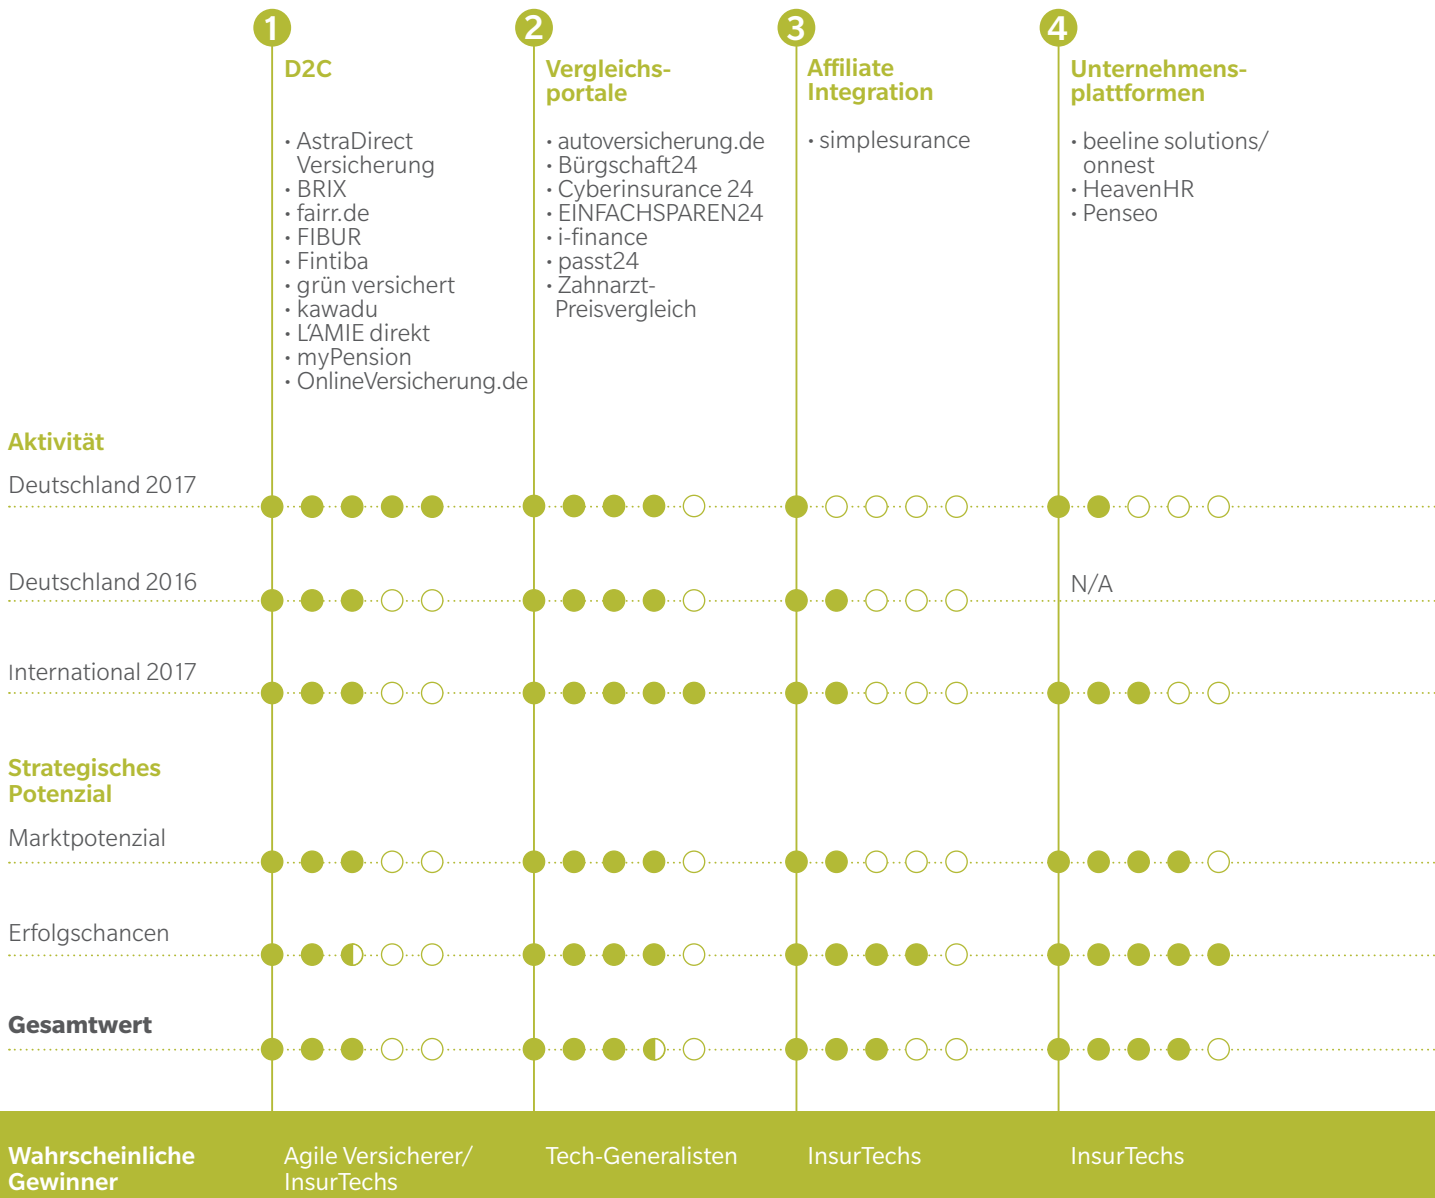 1
D2C
• AstraDirect
Versicherung
• BRIX
• fairr.de
• FIBUR
• Fintiba
• grün versichert
• kawadu
• L'AMIE direkt
• myPension
• OnlineVersicherung.de
2
Vergleichs-
portale
• autoversicherung.de
• Bürgschaft24
• Cyberinsurance 24
• EINFACHSPAREN24
• i-finance
• passt24
• Zahnarzt-
Preisvergleich
3
Affiliate
Integration
• simplesurance
4
Unternehmens-
plattformen
• beeline solutions/
onnest
• HeavenHR
• Penseo
Aktivität
Deutschland 2017
Deutschland 2016
N/A
International 2017
Strategisches
Potenzial
Marktpotenzial
Erfolgschancen
Gesamtwert
Wahrscheinliche
Gewinner
Agile Versicherer/
InsurTechs
Tech-Generalisten
InsurTechs
InsurTechs